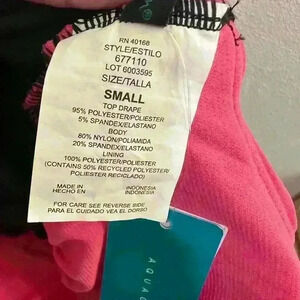 RN 40168
STYLE/ESTILO
677110
LOT 6003595
SIZE/TALLA
SMALL
TOP DRAPE
95% POLYESTER/POLIESTER
5% SPANDEX/ELASTANO
BODY
80% NYLON/POLIAMIDA
20% SPANDEX/ELASTANO
LINING
100% POLYESTER/POLIESTER
(CONTAINS 50% RECYCLED POLYESTER/
POLIESTER RECICLADO)
MADE IN INDONESIA
HECHO EN INDONESIA
FOR CARE SEE REVERSE SIDE
PARA EL CUIDADO VEA EL DORSO